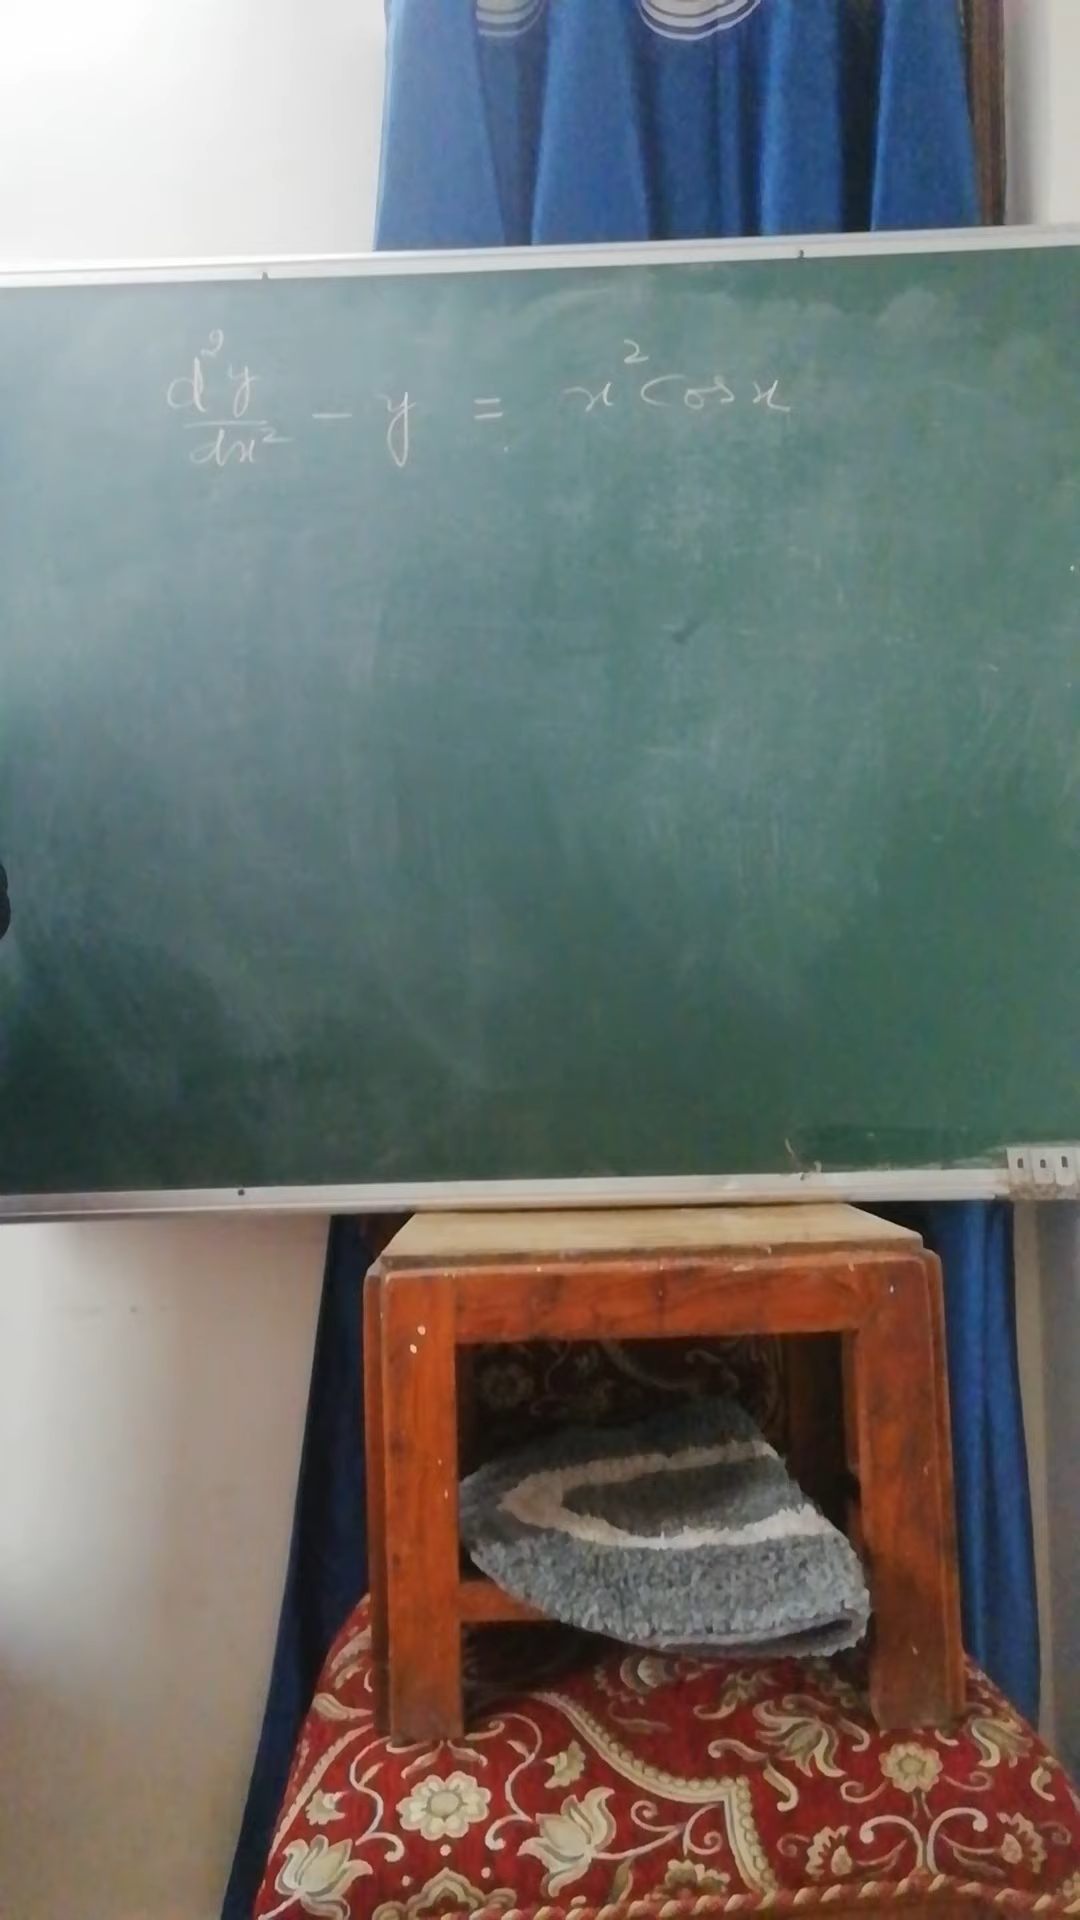 d²y/dx² - y = x² cos x